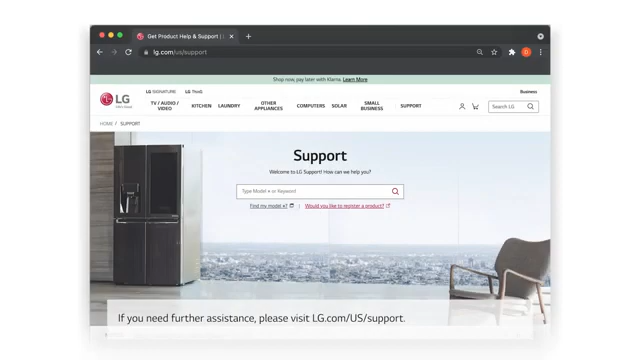 Get Product Help & Support |
lg.com/us/support
Shop now, pay later with Klarna. Learn More
LG SIGNATURE LG ThinQ Business
LG
TV / AUDIO / VIDEO
KITCHEN
LAUNDRY
OTHER APPLIANCES
COMPUTERS
SOLAR
SMALL BUSINESS
SUPPORT
Search LG
HOME / SUPPORT
Support
Welcome to LG Support! How can we help you?
Type Model # or Keyword
Find my model #? | Would you like to register a product?
If you need further assistance, please visit LG.com/US/support.